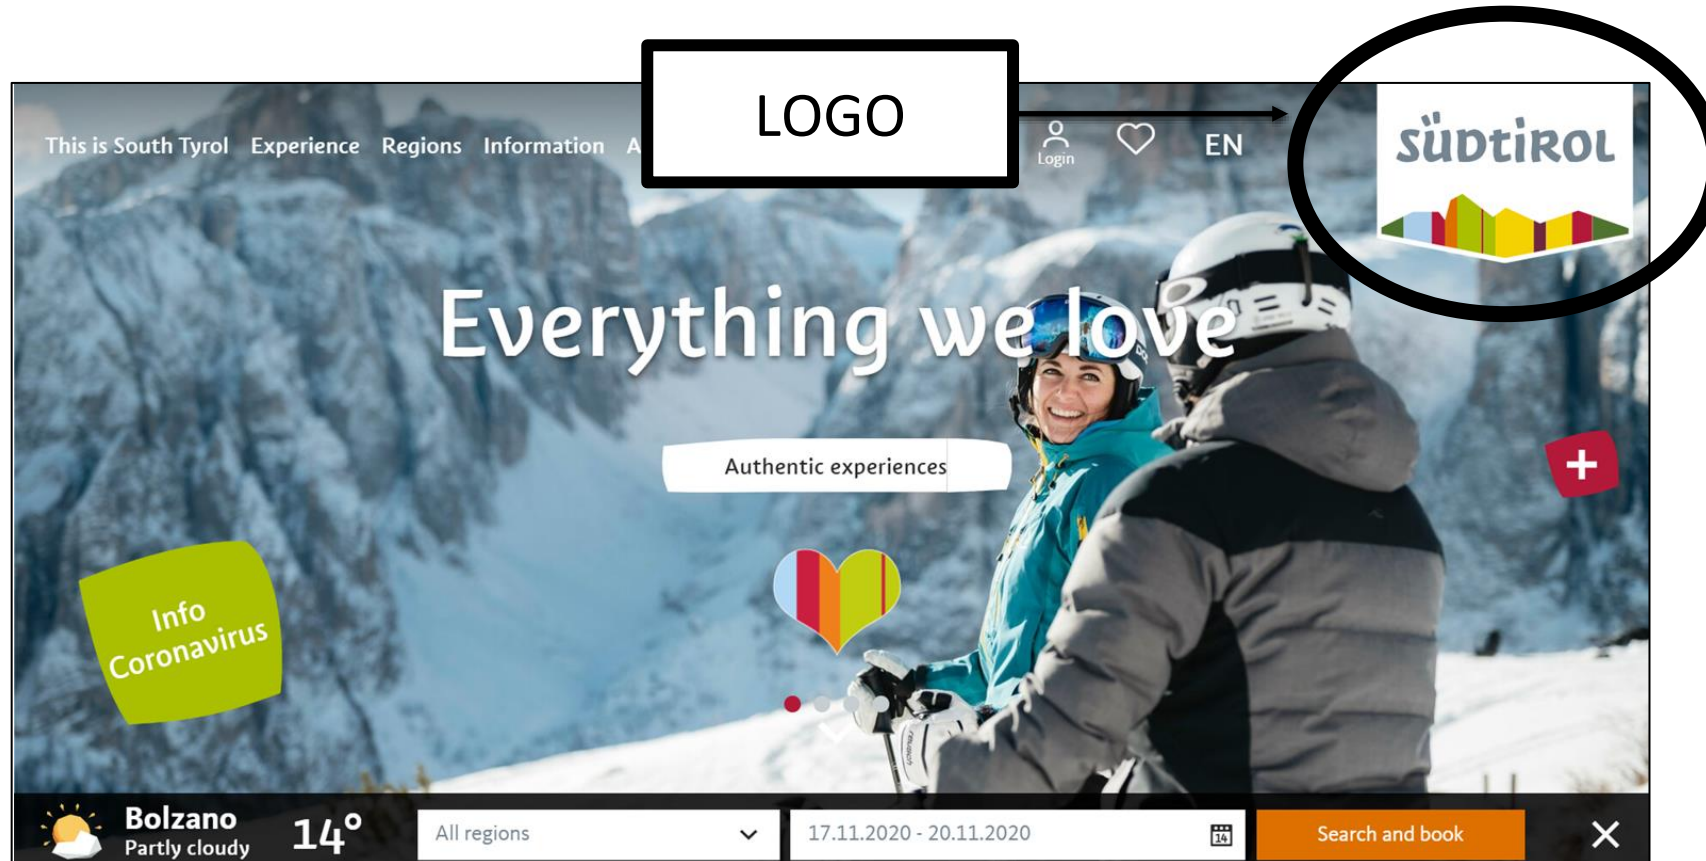 LOGO
This is South Tyrol Experience Regions Information A
Login
EN
südtirol
Everything we love
Authentic experiences
+
Info
Coronavirus
Bolzano
Partly cloudy
14°
All regions
17.11.2020 - 20.11.2020
14
Search and book